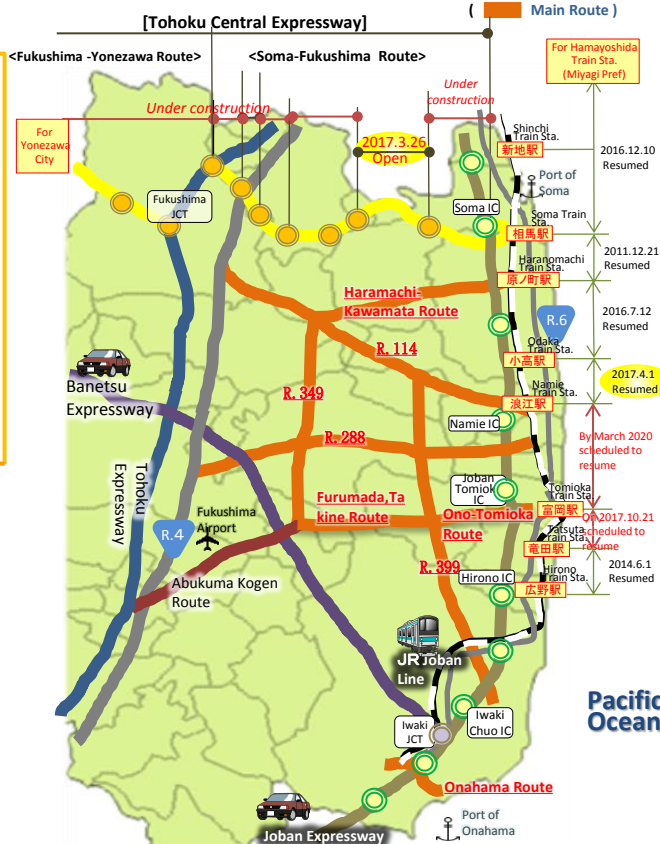 ( Main Route )
[Tohoku Central Expressway]
<Fukushima -Yonezawa Route>
<Soma-Fukushima Route>
For Hamayoshida
Train Sta.
(Miyagi Pref)
Under construction
Under
construction
For
Yonezawa
City
2017.3.26
Open
Shinchi
Train Sta.
新地駅
2016.12.10
Resumed
Port of
Soma
Fukushima
JCT
Soma IC
Soma Train
Sta.
相馬駅
2011.12.21
Resumed
Haranomachi
Train Sta.
原ノ町駅
Haramachi-
Kawamata Route
2016.7.12
Resumed
R.6
R. 114
Odaka
Train Sta.
小高駅
2017.4.1
Resumed
Banetsu
Expressway
R. 349
Namie
Train Sta.
浪江駅
Namie IC
By March 2020
scheduled to
resume
R. 288
Tohoku
Expressway
Joban
Tomioka
IC
Tomioka
Train Sta.
富岡駅
Furumada,Ta
kine Route
Ono-Tomioka
Route
On 2017.10.21
scheduled to
resume
Fukushima
Airport
R.4
Tatsuta
Train Sta.
竜田駅
2014.6.1
Resumed
R. 399
Hirono IC
Hirono
Train Sta.
広野駅
Abukuma Kogen
Route
JR Joban
Line
Pacific
Ocean
Iwaki
JCT
Iwaki
Chuo IC
Onahama Route
Port of
Onahama
Joban Expressway